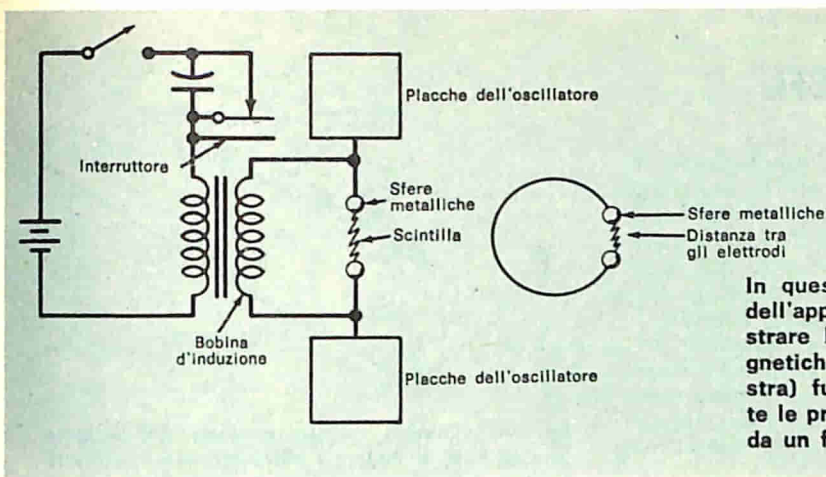 Placche dell'oscillatore
Interruttore
Sfere
metalliche
Scintilla
Bobina
d'induzione
Placche dell'oscillatore
Sfere metalliche
Distanza tra
gli elettrodi
In ques
dell'app
strare
gnetich
stra) fu
te le pr
da un f